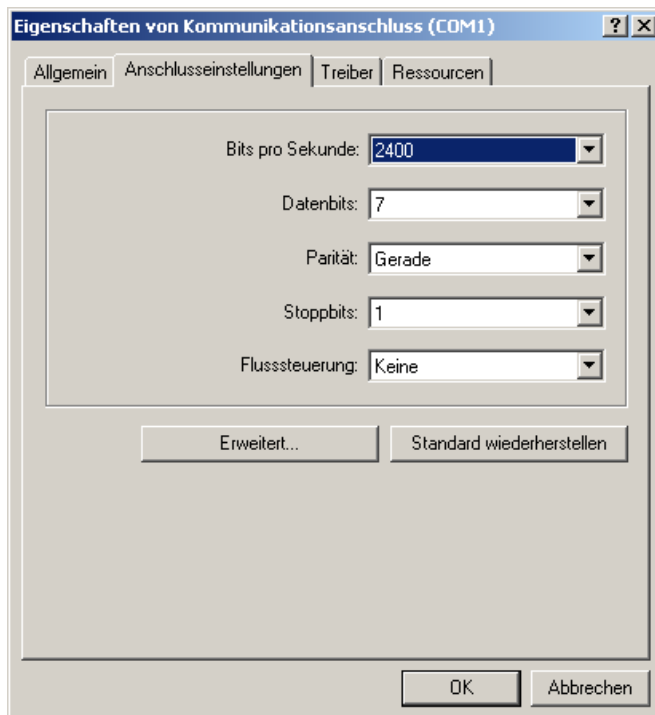 Eigenschaften von Kommunikationsanschluss (COM1)
Allgemein Anschlusseinstellungen Treiber Ressourcen
Bits pro Sekunde: 2400
Datenbits: 7
Parität: Gerade
Stoppbits: 1
Flusssteuerung: Keine
Erweitert... Standard wiederherstellen
OK Abbrechen